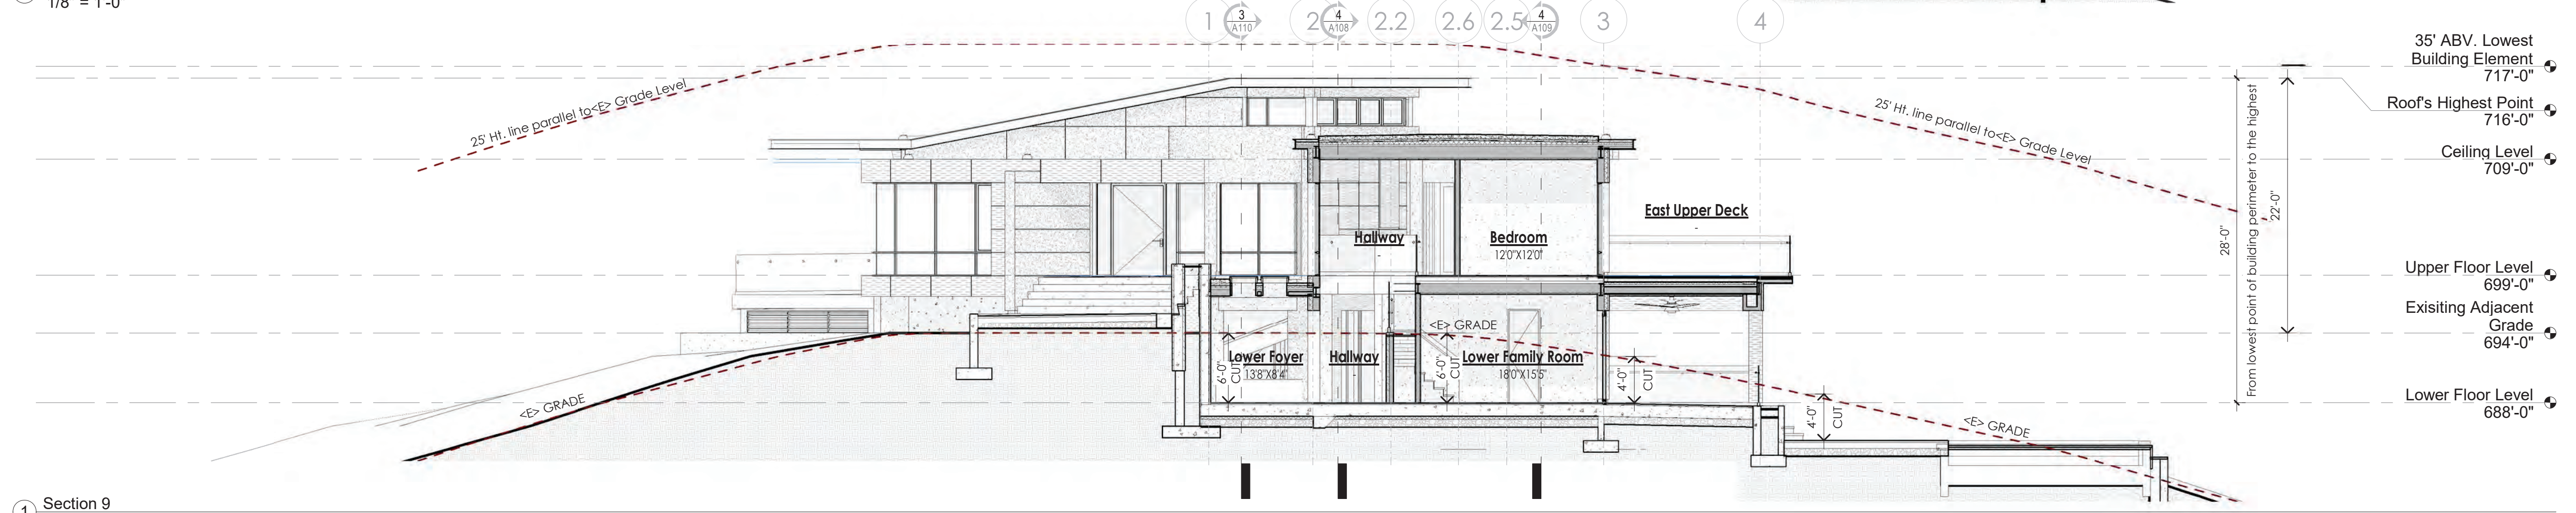 1/8" = 1'-0"
1
3
A110
2
4
A108
2.2
2.6
2.5
4
A109
3
4
35' ABV. Lowest
Building Element
717'-0"
Roof's Highest Point
716'-0"
Ceiling Level
709'-0"
Upper Floor Level
699'-0"
Exisiting Adjacent
Grade
694'-0"
Lower Floor Level
688'-0"
25' Ht. line parallel to<E> Grade Level
25' Ht. line parallel to<E> Grade Level
From lowest point of building perimeter to the highest
28'-0"
22'-0"
East Upper Deck
-
Hallway
-
Bedroom
12'0"X12'0"
<E> GRADE
Lower Foyer
13'8"X8'4"
Hallway
-
Lower Family Room
18'0"X15'5"
6'-0"
CUT
6'-0"
CUT
4'-0"
CUT
4'-0"
CUT
<E> GRADE
<E> GRADE
1
Section 9